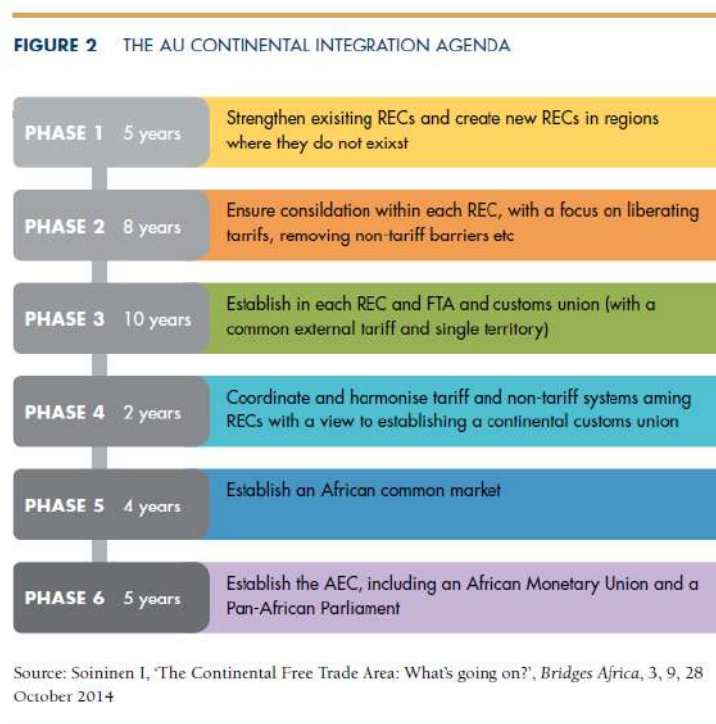 FIGURE 2 THE AU CONTINENTAL INTEGRATION AGENDA
PHASE 1 5 years
Strengthen exisiting RECs and create new RECs in regions
where they do not exixst
PHASE 2 8 years
Ensure consildation within each REC, with a focus on liberating
tarrifs, removing non-tariff barriers etc
PHASE 3 10 years
Establish in each REC and FTA and customs union (with a
common external tariff and single territory)
PHASE 4 2 years
Coordinate and harmonise tariff and non-tariff systems aming
RECs with a view to establishing a continental customs union
PHASE 5 4 years
Establish an African common market
PHASE 6 5 years
Establish the AEC, including an African Monetary Union and a
Pan-African Parliament
Source: Soininen I, ‘The Continental Free Trade Area: What’s going on?’, Bridges Africa, 3, 9, 28
October 2014